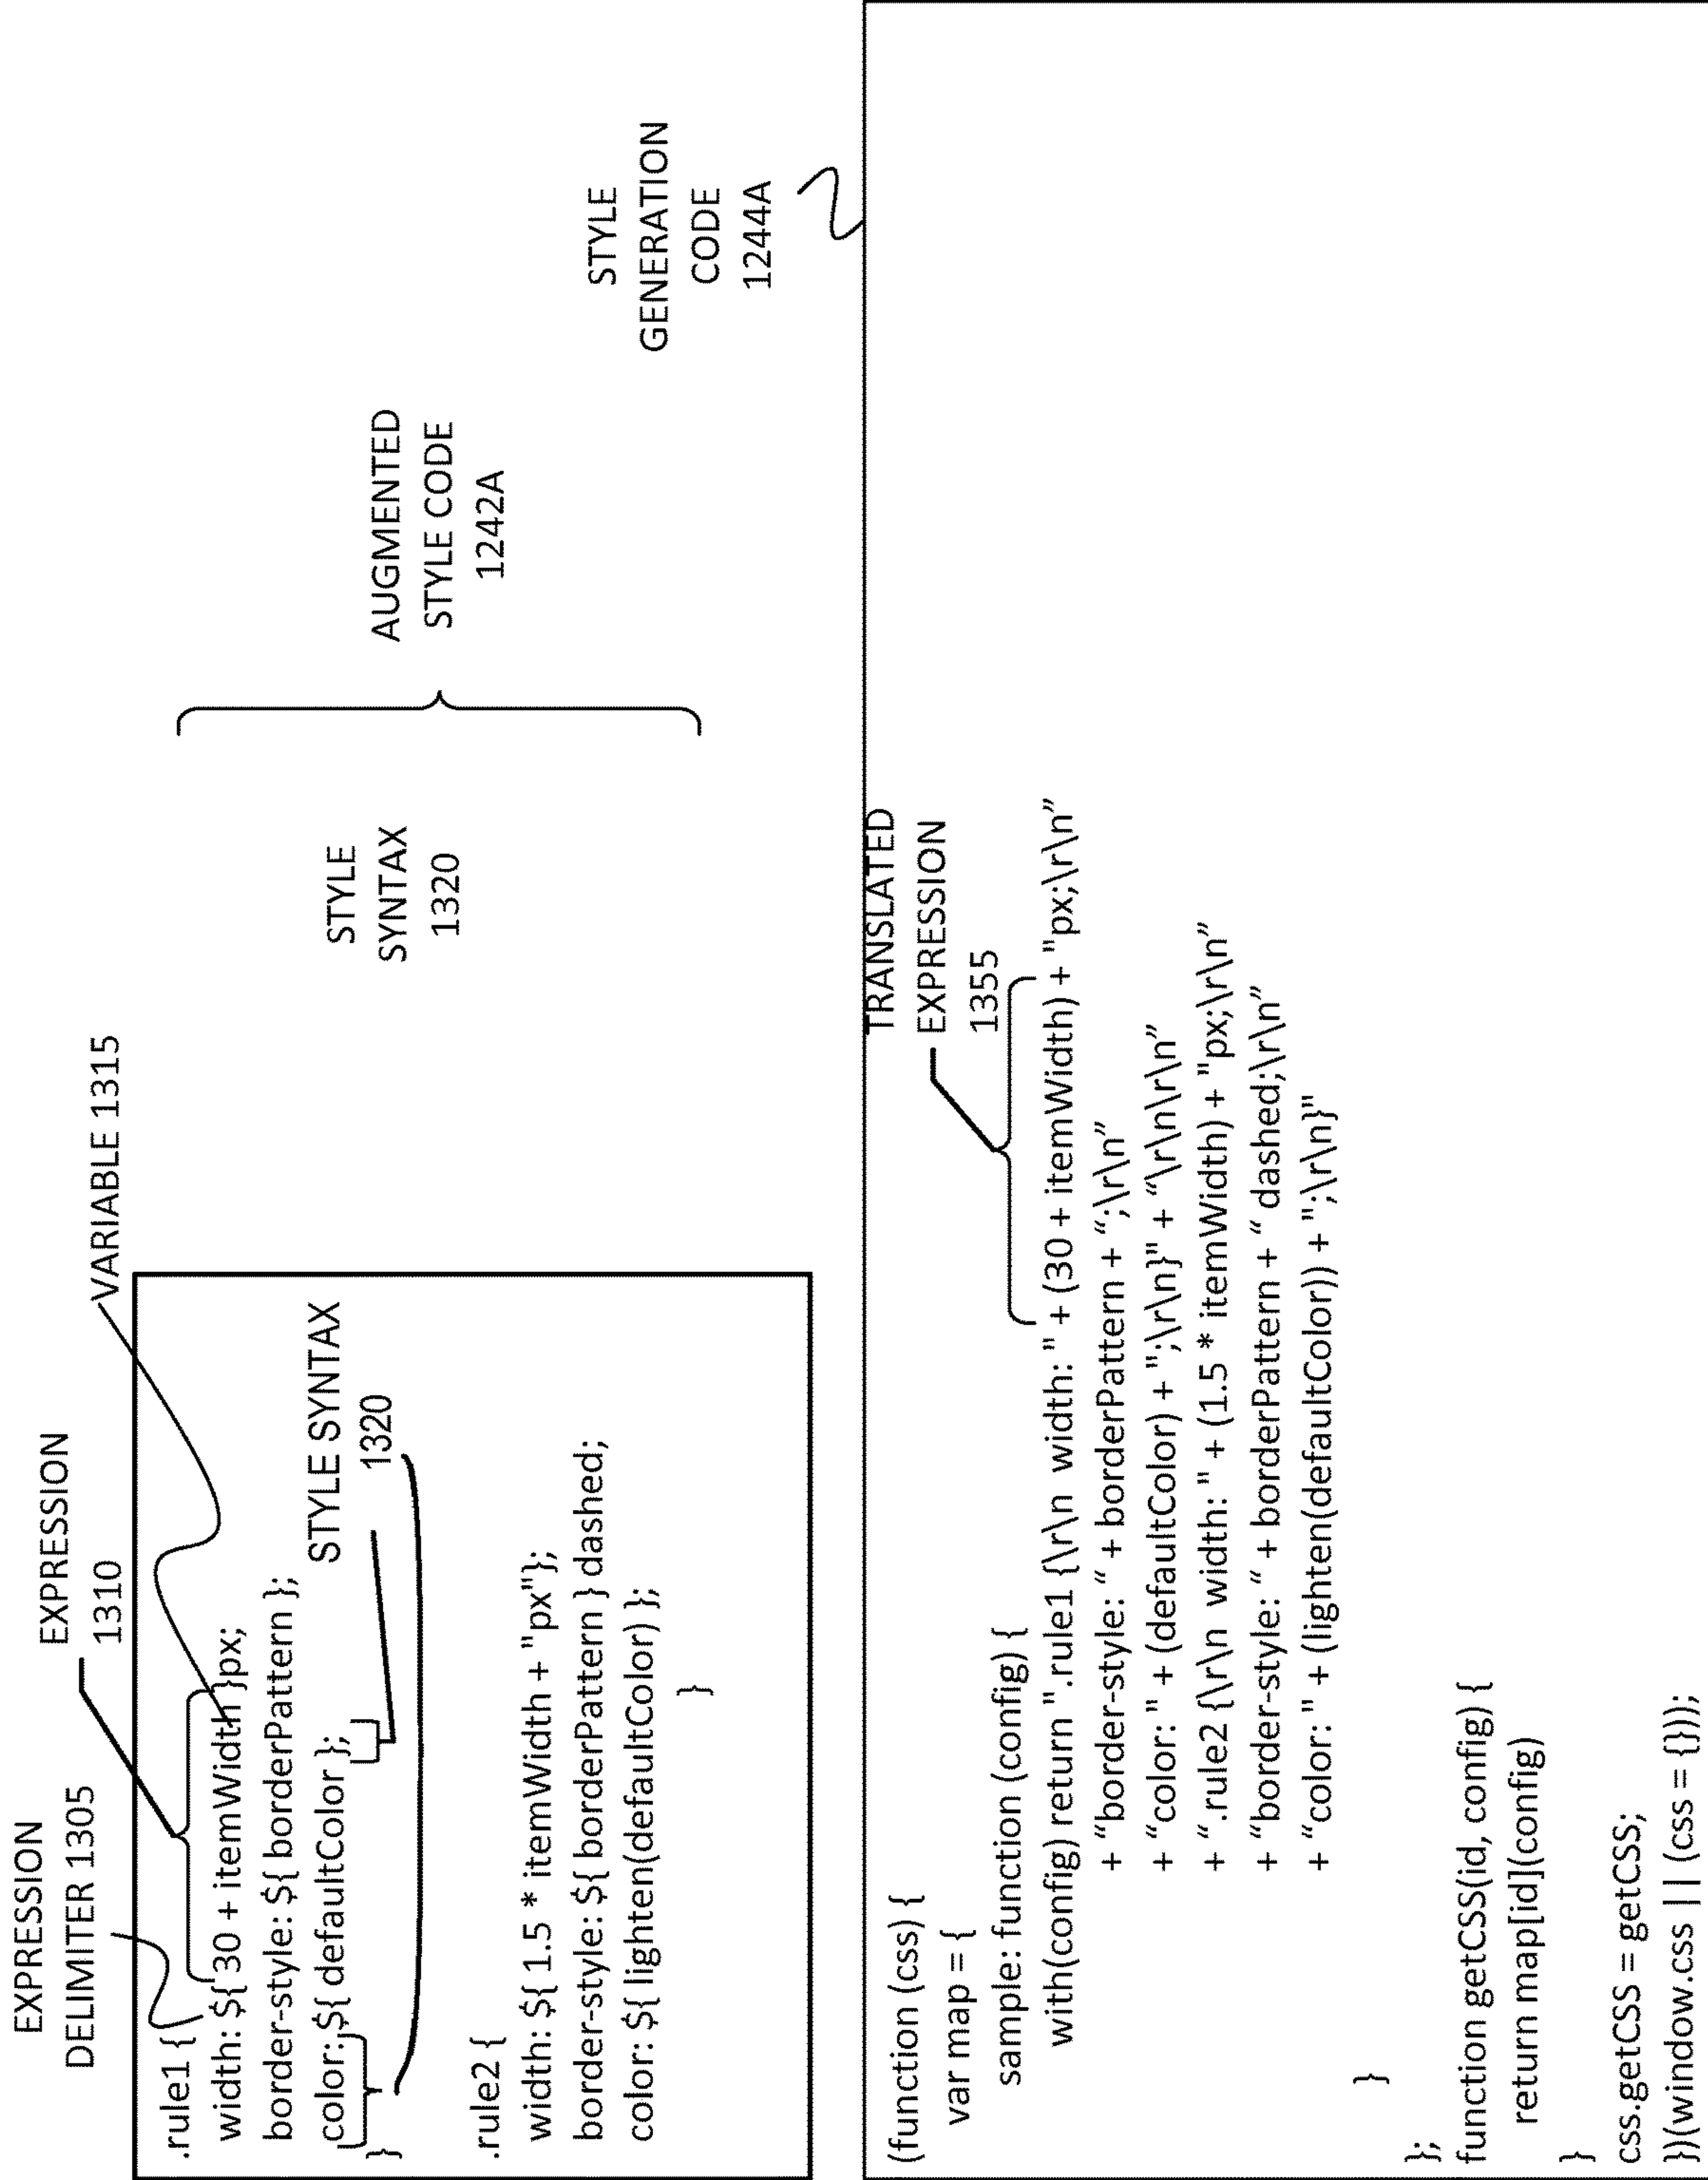 EXPRESSION
DELIMITER 1305
EXPRESSION
1310
VARIABLE 1315
.rule1 {
width: ${ 30 + itemWidth }px;
border-style: ${ borderPattern };
color: ${ defaultColor };
}
STYLE SYNTAX
1320
.rule2 {
width: ${ 1.5 * itemWidth + "px"};
border-style: ${ borderPattern } dashed;
color: ${ lighten(defaultColor) };
}
STYLE
SYNTAX
1320
AUGMENTED
STYLE CODE
1242A
STYLE
GENERATION
CODE
1244A
TRANSLATED
EXPRESSION
1355
(function (css) {
var map = {
sample: function (config) {
with(config) return ".rule1 {\r\n  width: " + (30 + itemWidth) + "px;\r\n”
+ “border-style: “ + borderPattern + “;\r\n”
+ “color: " + (defaultColor) + ";\r\n}" + “\r\n\r\n”
+ “.rule2 {\r\n  width: " + (1.5 * itemWidth) + "px;\r\n”
+ “border-style: “ + borderPattern + “ dashed;\r\n”
+ “color: " + (lighten(defaultColor)) + ";\r\n}"
}
};
function getCSS(id, config) {
return map[id](config)
}
css.getCSS = getCSS;
})(window.css || (css = {}));